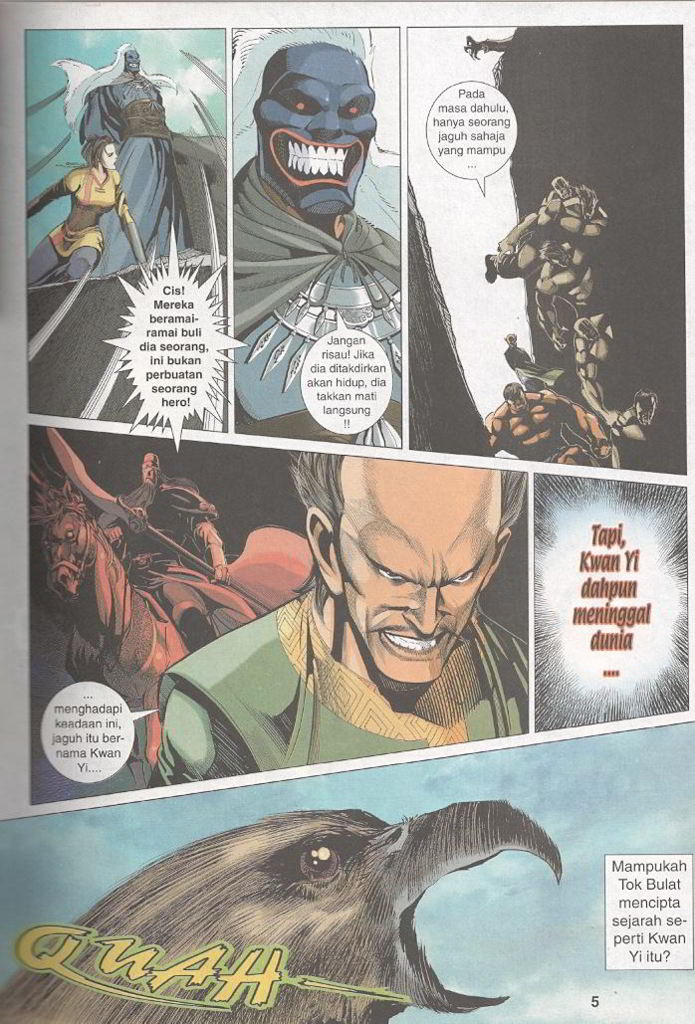 Cis!
Mereka
beramai-
ramai buli
dia seorang,
ini bukan
perbuatan
seorang
hero!
Jangan
risau! Jika
dia ditakdirkan
akan hidup, dia
takkan mati
langsung
!!
Pada
masa dahulu,
hanya seorang
jaguh sahaja
yang mampu
...
...
menghadapi
keadaan ini,
jaguh itu ber-
nama Kwan
Yi....
Tapi,
Kwan Yi
dahpun
meninggal
dunia
....
QUAH
Mampukah
Tok Bulat
mencipta
sejarah se-
perti Kwan
Yi itu?
5